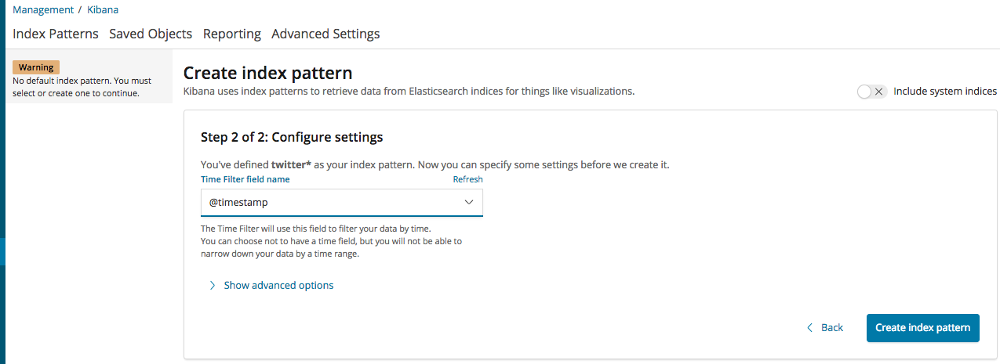 Management / Kibana
Index Patterns Saved Objects Reporting Advanced Settings
Warning
No default index pattern. You must
select or create one to continue.
Create index pattern
Kibana uses index patterns to retrieve data from Elasticsearch indices for things like visualizations.
Include system indices
Step 2 of 2: Configure settings
You've defined twitter* as your index pattern. Now you can specify some settings before we create it.
Time Filter field name Refresh
@timestamp
The Time Filter will use this field to filter your data by time.
You can choose not to have a time field, but you will not be able to
narrow down your data by a time range.
Show advanced options
Back Create index pattern